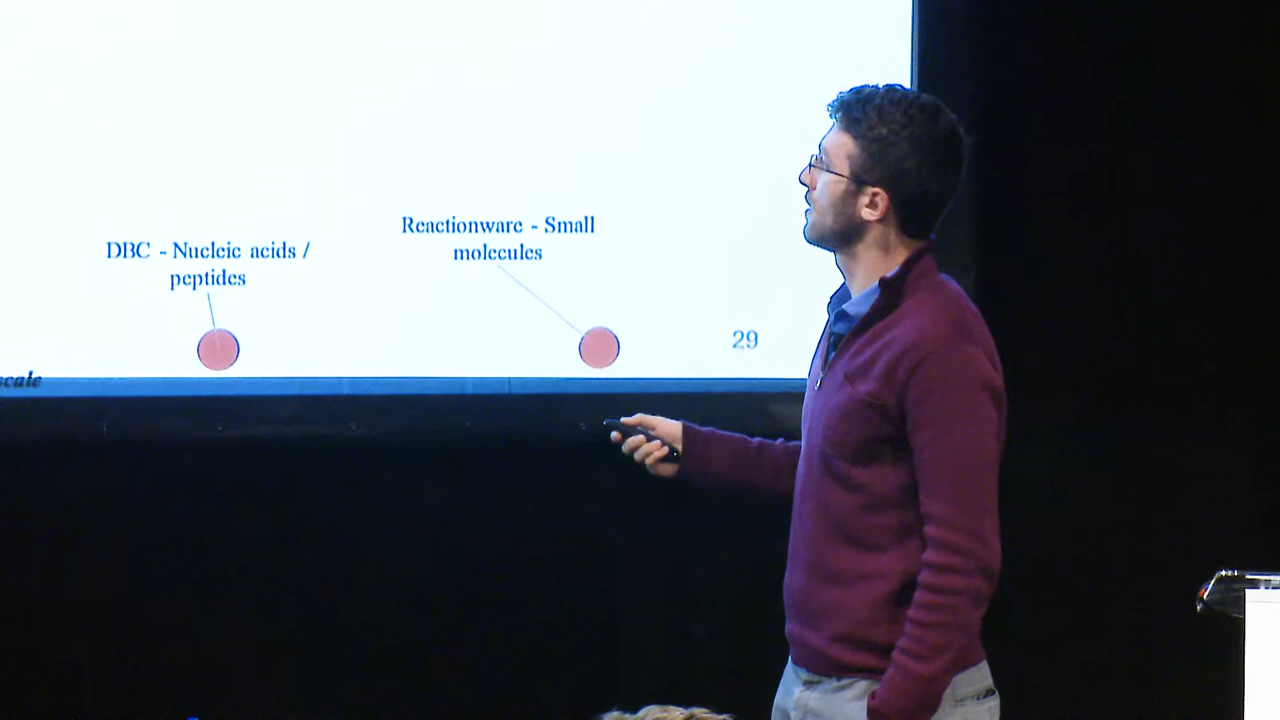 Reactionware - Small
molecules
DBC - Nucleic acids /
peptides
29
scale